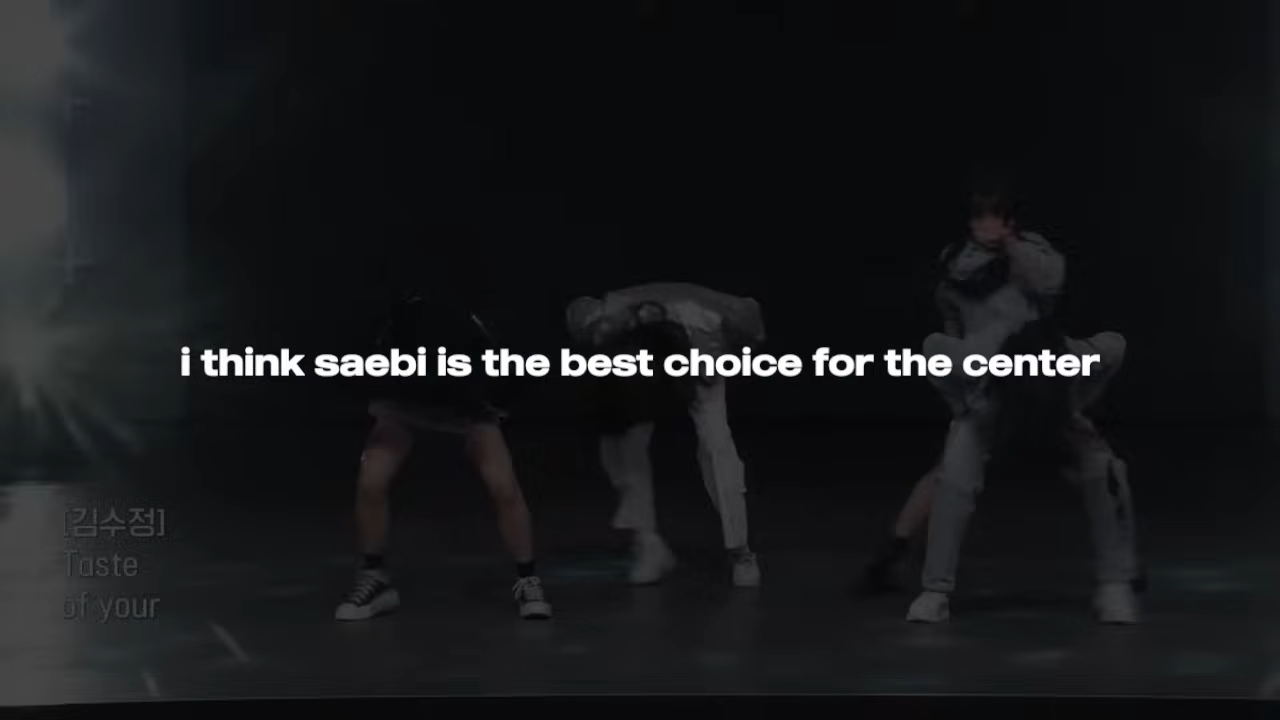 i think saebi is the best choice for the center
[김수정]
Taste
of your